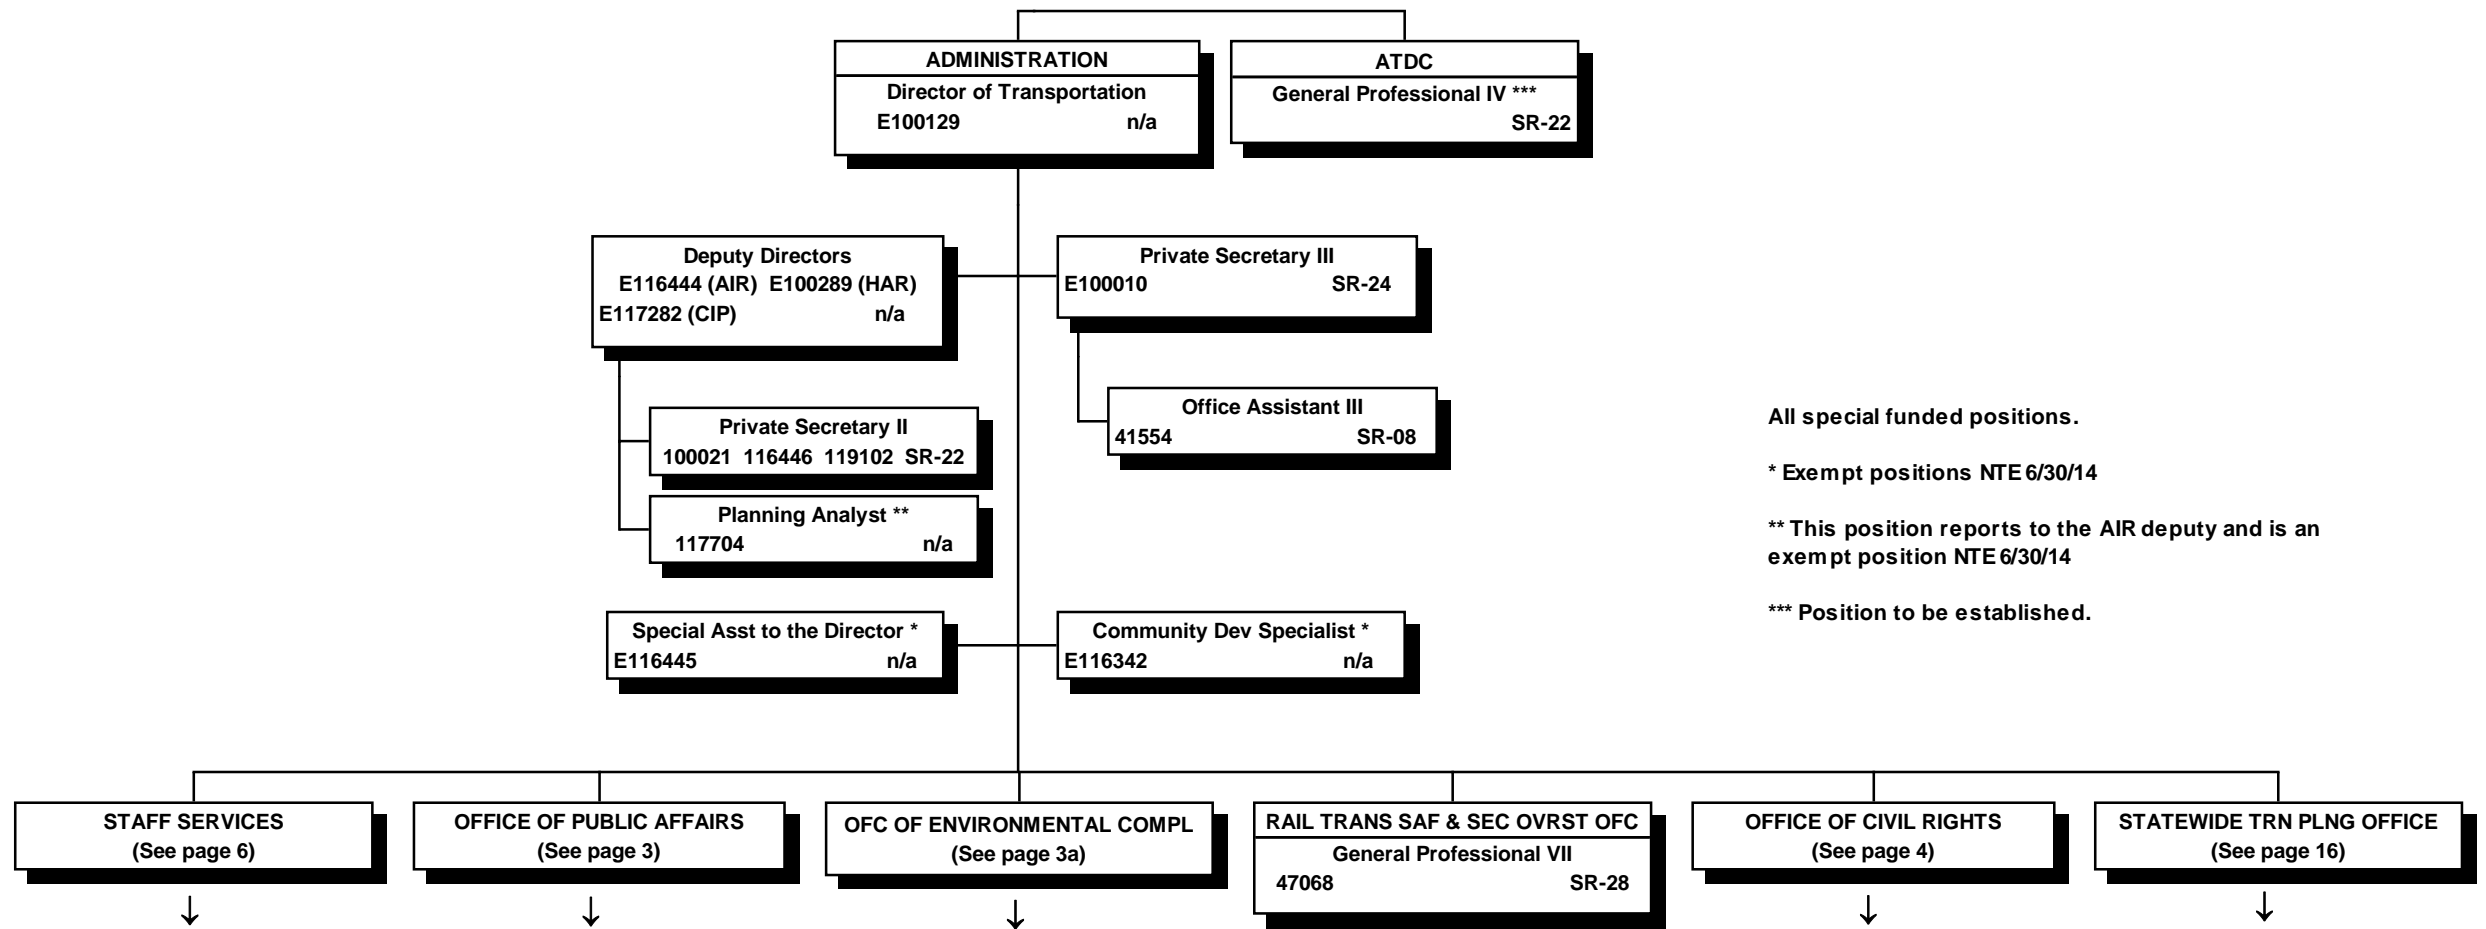 ADMINISTRATION
Director of Transportation
E100129 n/a
ATDC
General Professional IV ***
SR-22
Deputy Directors
E116444 (AIR) E100289 (HAR)
E117282 (CIP) n/a
Private Secretary III
E100010 SR-24
Office Assistant III
41554 SR-08
Private Secretary II
100021 116446 119102 SR-22
Planning Analyst **
117704 n/a
All special funded positions.
* Exempt positions NTE 6/30/14
** This position reports to the AIR deputy and is an
exempt position NTE 6/30/14
*** Position to be established.
Special Asst to the Director *
E116445 n/a
Community Dev Specialist *
E116342 n/a
STAFF SERVICES
(See page 6)
OFFICE OF PUBLIC AFFAIRS
(See page 3)
OFC OF ENVIRONMENTAL COMPL
(See page 3a)
RAIL TRANS SAF & SEC OVRST OFC
General Professional VII
47068 SR-28
OFFICE OF CIVIL RIGHTS
(See page 4)
STATEWIDE TRN PLNG OFFICE
(See page 16)